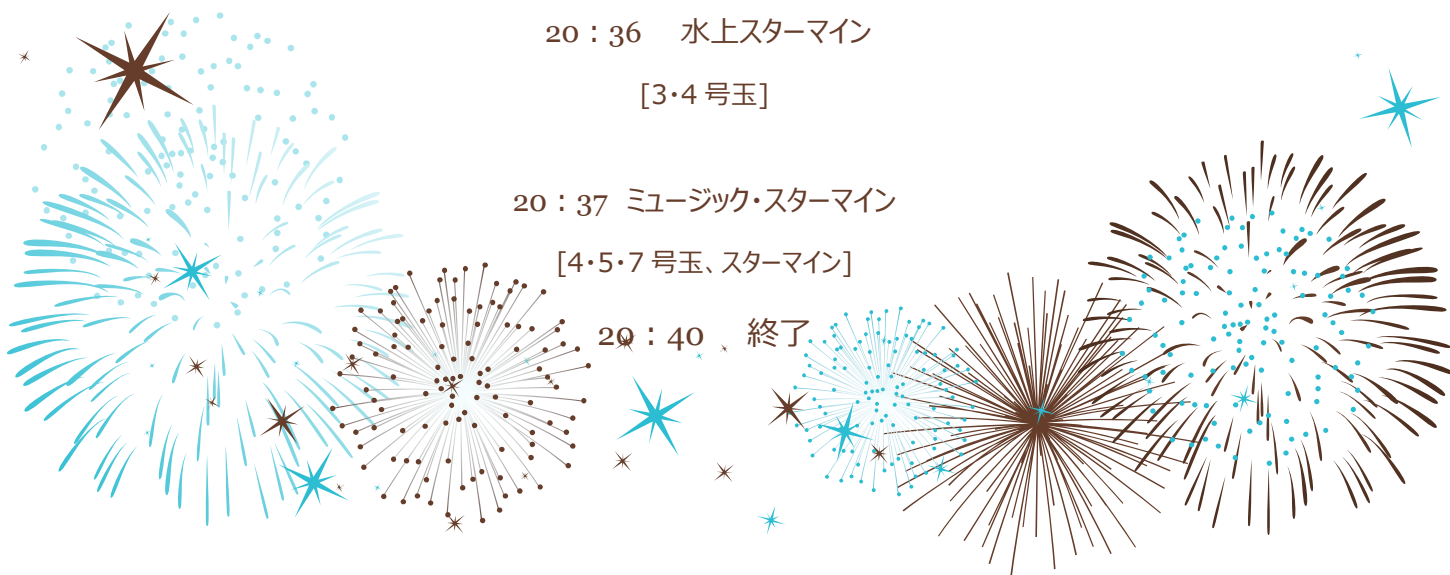 20：36　水上スターマイン
[3・4 号玉]
20：37 ミュージック・スターマイン
[4・5・7 号玉、スターマイン]
20：40　終了